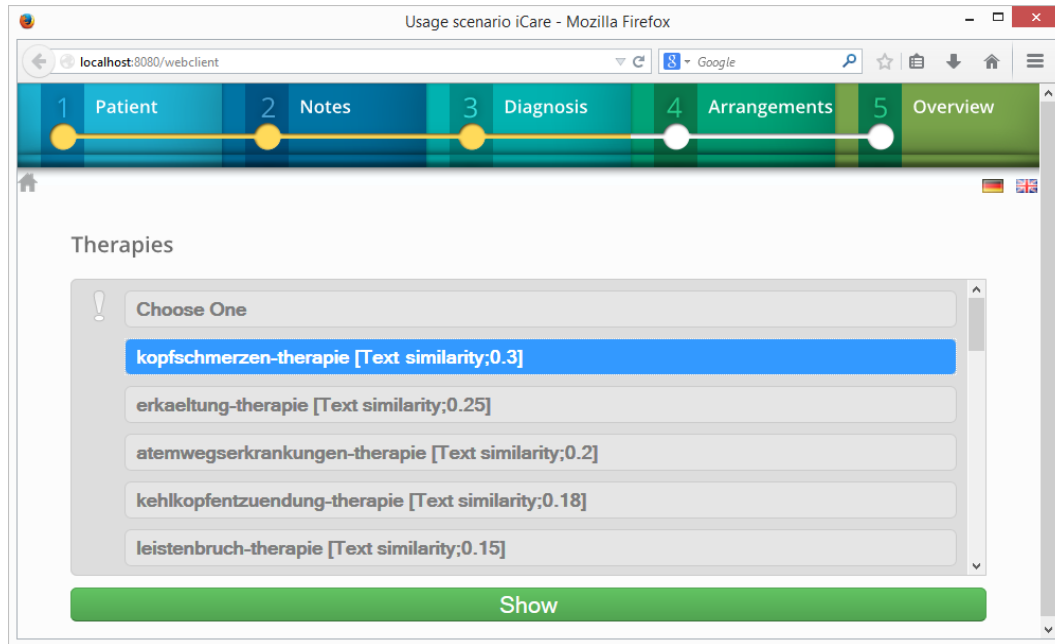 Usage scenario iCare - Mozilla Firefox
localhost:8080/webclient
8 Google
1 Patient 2 Notes 3 Diagnosis 4 Arrangements 5 Overview
Therapies
Choose One
kopfschmerzen-therapie [Text similarity;0.3]
erkaeltung-therapie [Text similarity;0.25]
atemwegserkrankungen-therapie [Text similarity;0.2]
kehlkopfentzuendung-therapie [Text similarity;0.18]
leistenbruch-therapie [Text similarity;0.15]
Show